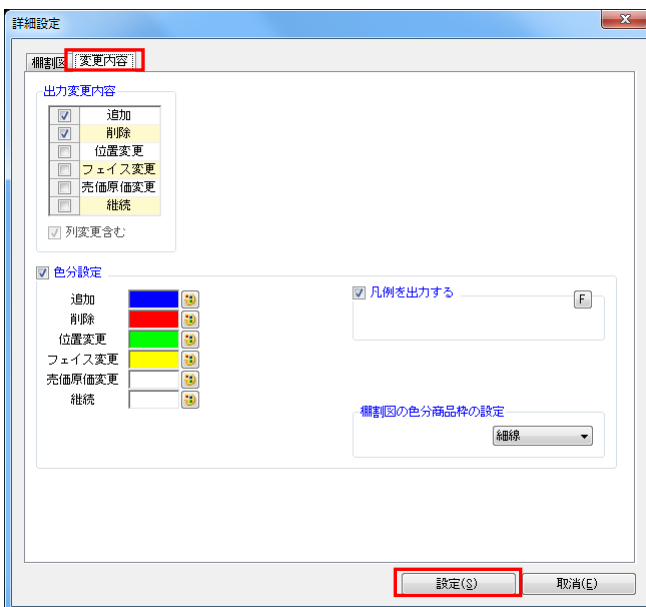 詳細設定
棚割図 変更内容
出力変更内容
追加
削除
位置変更
フェイス変更
売価原価変更
継続
列変更含む
色分設定
追加
削除
位置変更
フェイス変更
売価原価変更
継続
凡例を出力する
F
棚割図の色分商品枠の設定
細線
設定(S) 取消(E)